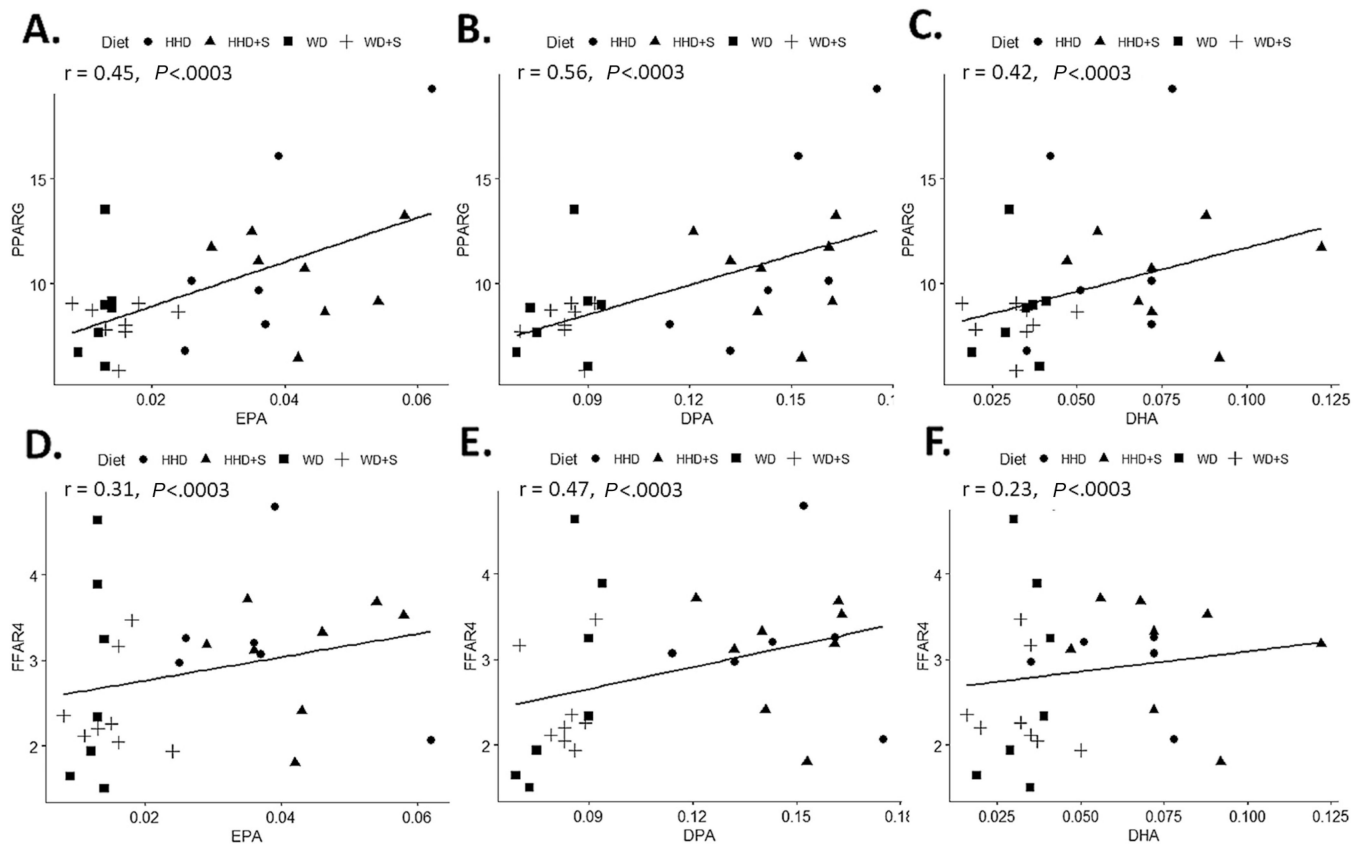 A.
Diet HHD HHD+S WD WD+S
r = 0.45, P<.0003
15
10
PPARG
0.02 0.04 0.06
EPA
B.
Diet HHD HHD+S WD WD+S
r = 0.56, P<.0003
15
10
PPARG
0.09 0.15 0.1
DPA
C.
Diet HHD HHD+S WD WD+S
r = 0.42, P<.0003
15
10
PPARG
0.025 0.050 0.075 0.100 0.125
DHA
D.
Diet HHD HHD+S WD WD+S
r = 0.31, P<.0003
4
3
2
FFAR4
0.02 0.04 0.06
EPA
E.
Diet HHD HHD+S WD WD+S
r = 0.47, P<.0003
4
3
2
FFAR4
0.09 0.12 0.15 0.18
DPA
F.
Diet HHD HHD+S WD WD+S
r = 0.23, P<.0003
4
3
2
FFAR4
0.025 0.050 0.075 0.100 0.125
DHA